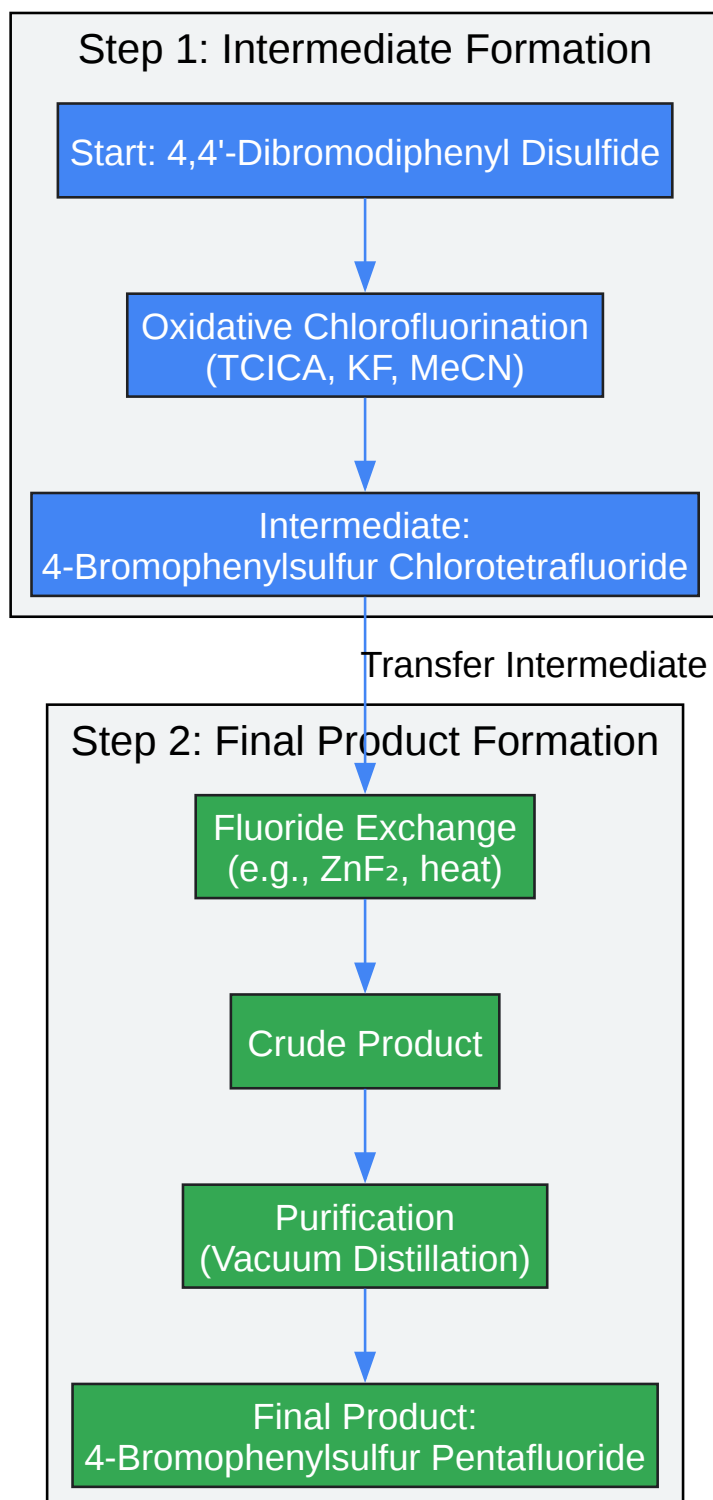 Step 1: Intermediate Formation
Start: 4,4'-Dibromodiphenyl Disulfide
Oxidative Chlorofluorination
(TCICA, KF, MeCN)
Intermediate:
4-Bromophenylsulfur Chlorotetrafluoride
Transfer Intermediate
Step 2: Final Product Formation
Fluoride Exchange
(e.g., ZnF₂, heat)
Crude Product
Purification
(Vacuum Distillation)
Final Product:
4-Bromophenylsulfur Pentafluoride